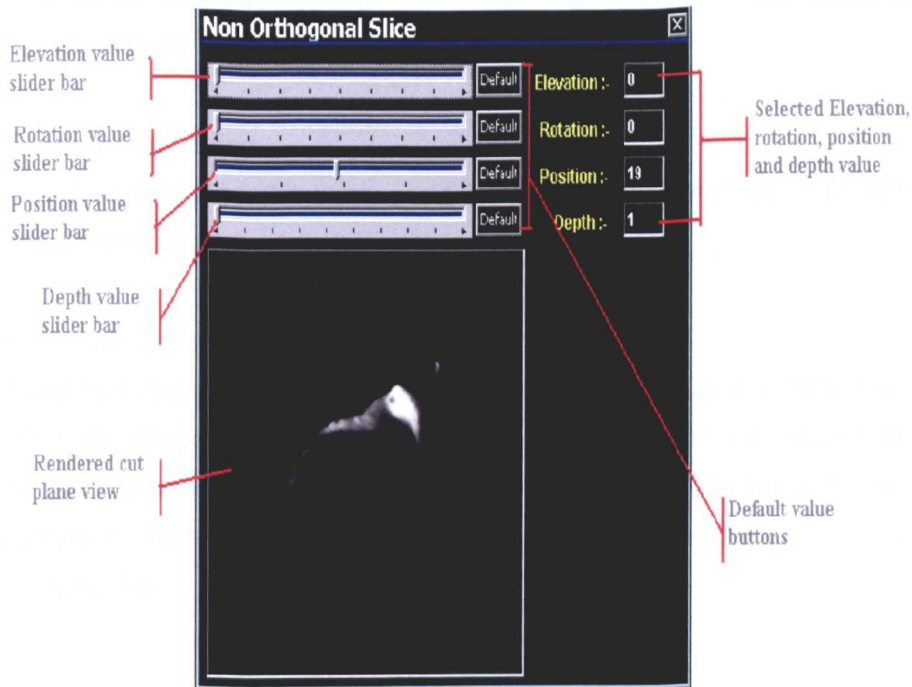 Non Orthogonal Slice
Elevation value
slider bar
Default
Elevation :-
0
Selected Elevation,
rotation, position
and depth value
Rotation value
slider bar
Default
Rotation :-
0
Position value
slider bar
Default
Position :-
19
Default
Depth :-
1
Depth value
slider bar
Rendered cut
plane view
Default value
buttons